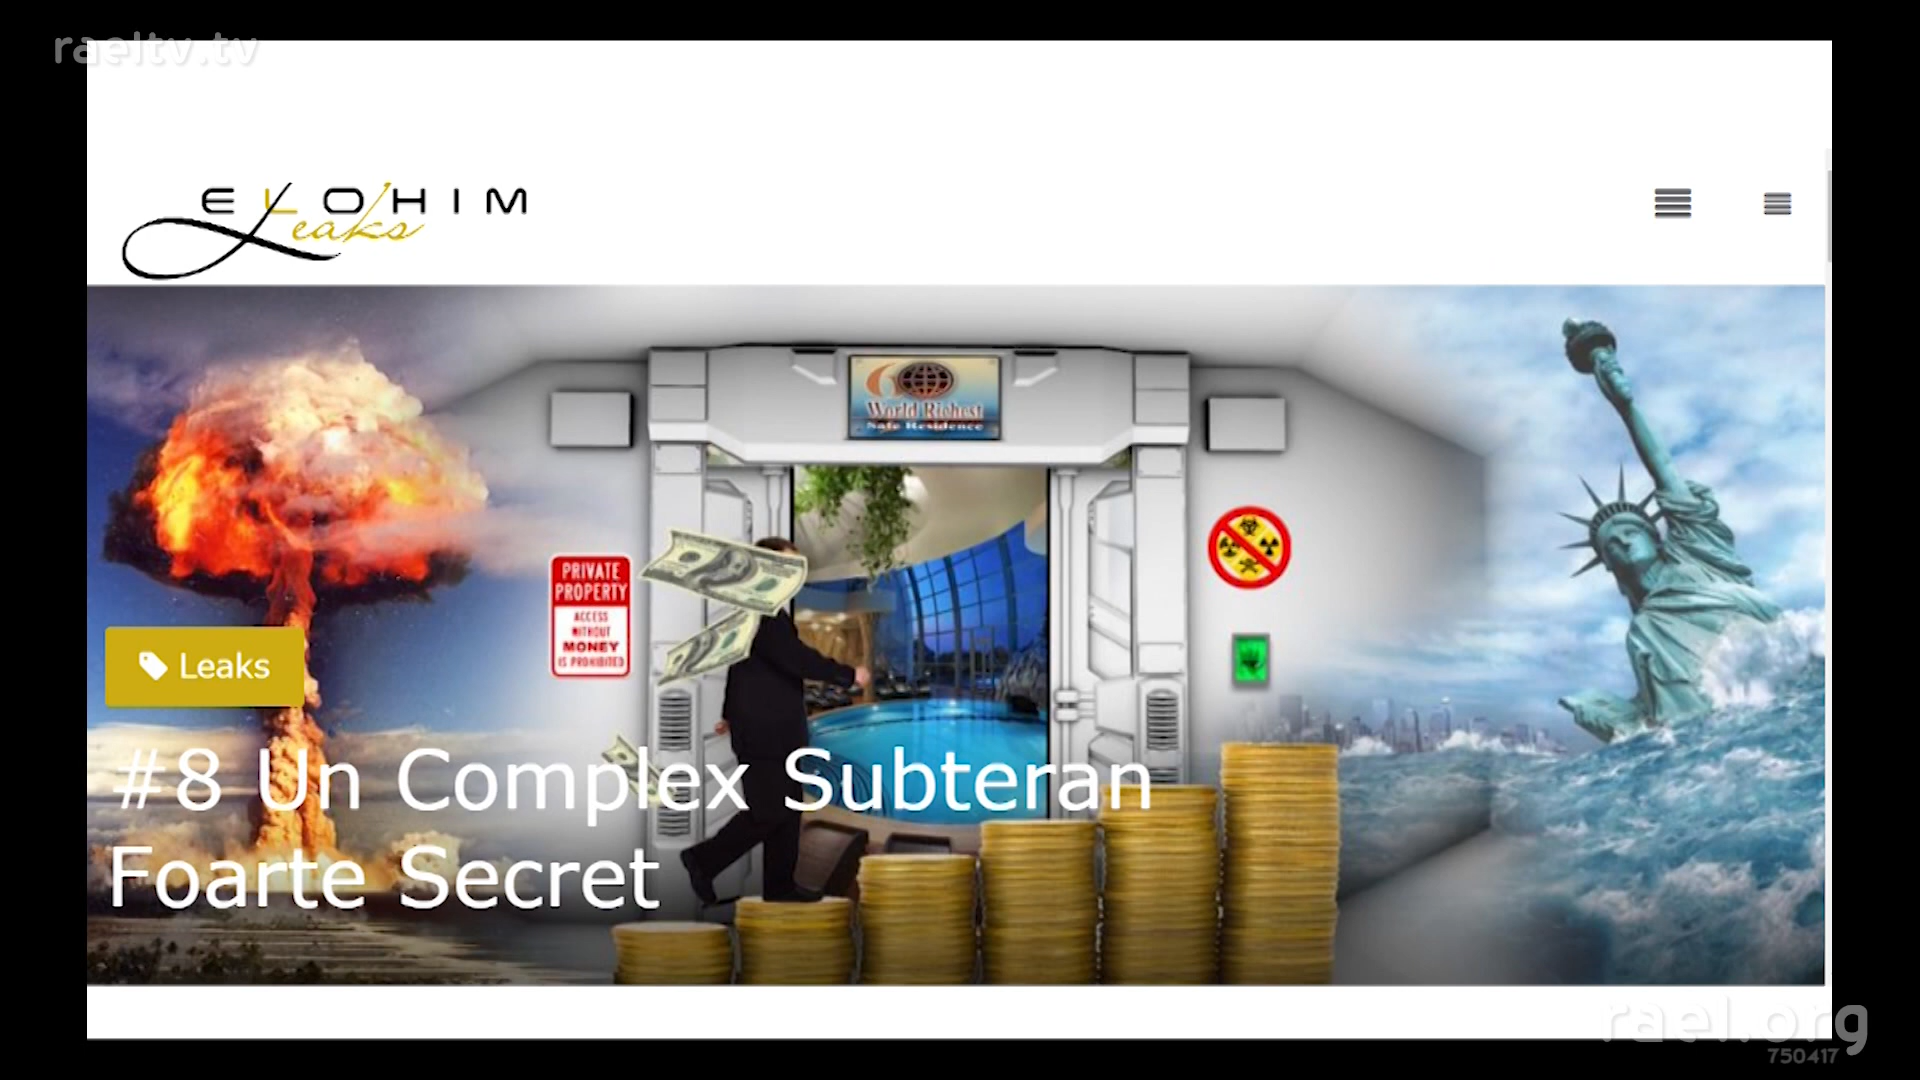 raeltv.tv
ELOHIM
Leaks
World Richest
Safe Residence
PRIVATE
PROPERTY
ACCESS
WITHOUT
MONEY
IS PROHIBITED
Leaks
#8 Un Complex Subteran
Foarte Secret
rael.org
750417